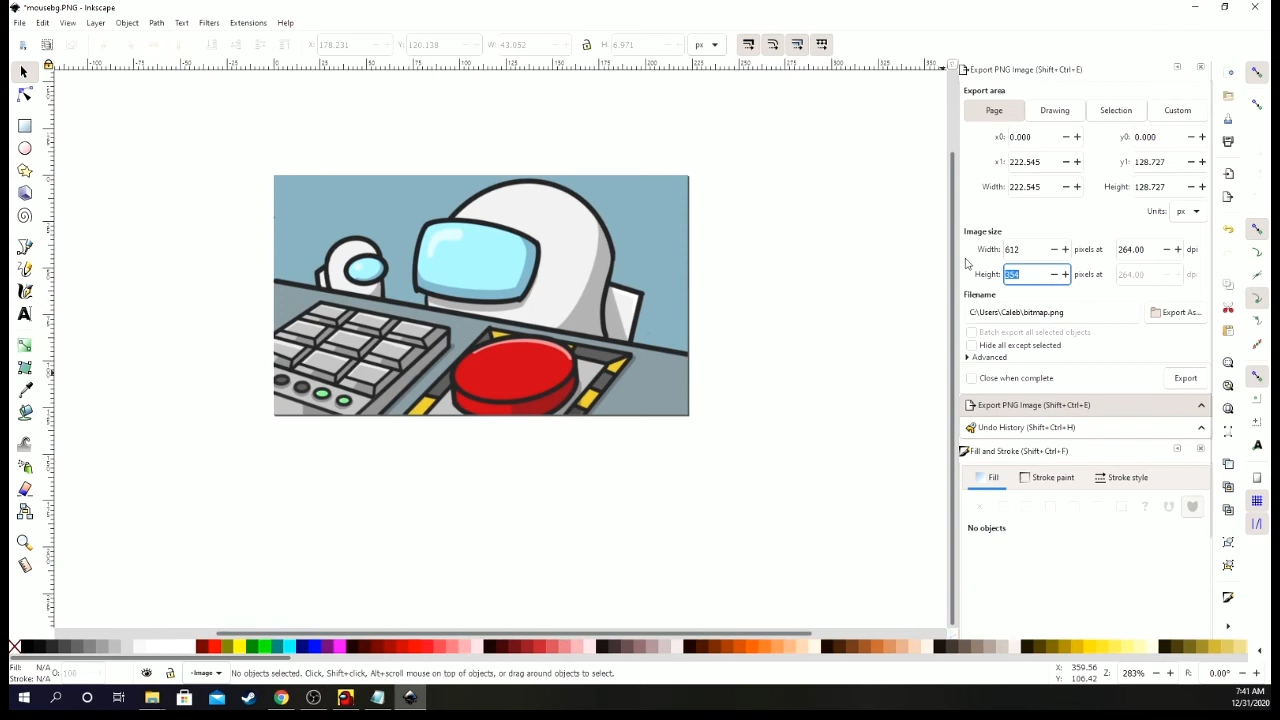 *mousebg.PNG - Inkscape
File Edit View Layer Object Path Text Filters Extensions Help
X: 178.231 Y: 120.138 W: 43.052 H: 6.971 px
Export PNG Image (Shift+Ctrl+E)
Export area
Page Drawing Selection Custom
x0: 0.000 y0: 0.000
x1: 222.545 y1: 128.727
Width: 222.545 Height: 128.727
Units: px
Image size
Width: 612 pixels at 264.00 dpi
Height: 354 pixels at 264.00 dpi
Filename
C:\Users\Caleb\bitmap.png Export As...
Batch export all selected objects
Hide all except selected
Advanced
Close when complete Export
Export PNG Image (Shift+Ctrl+E)
Undo History (Shift+Ctrl+H)
Fill and Stroke (Shift+Ctrl+F)
Fill Stroke paint Stroke style
No objects
Fill: N/A
Stroke: N/A O: 100
-Image
No objects selected. Click, Shift+click, Alt+scroll mouse on top of objects, or drag around objects to select.
X: 359.56
Y: 106.42
Z: 283% R: 0.00°
7:41 AM
12/31/2020